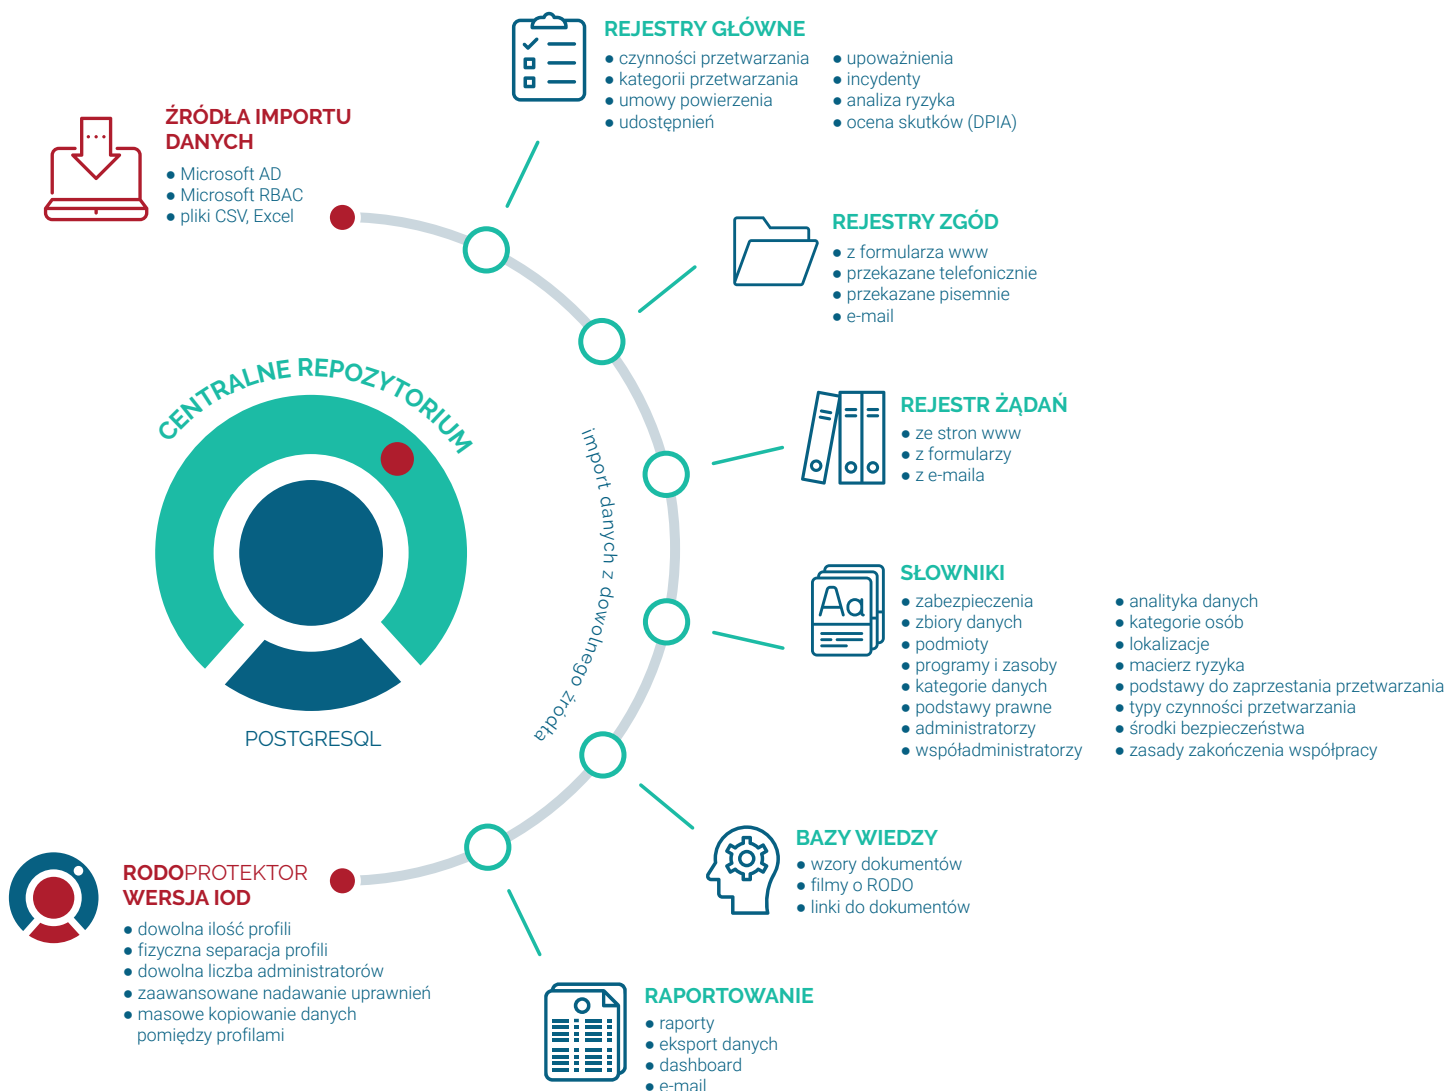 REJESTRY GŁÓWNE
● czynności przetwarzania
● kategorii przetwarzania
● umowy powierzenia
● udostępnień
● upoważnienia
● incydenty
● analiza ryzyka
● ocena skutków (DPIA)
ŹRÓDŁA IMPORTU
DANYCH
● Microsoft AD
● Microsoft RBAC
● pliki CSV, Excel
REJESTRY ZGÓD
● z formularza www
● przekazane telefonicznie
● przekazane pisemnie
● e-mail
CENTRALNE REPOZYTORIUM
POSTGRESQL
import danych z dowolnego źródła
REJESTR ŻĄDAŃ
● ze stron www
● z formularzy
● z e-maila
Aa
SŁOWNIKI
● zabezpieczenia
● zbiory danych
● podmioty
● programy i zasoby
● kategorie danych
● podstawy prawne
● administratorzy
● współadministratorzy
● analityka danych
● kategorie osób
● lokalizacje
● macierz ryzyka
● podstawy do zaprzestania przetwarzania
● typy czynności przetwarzania
● środki bezpieczeństwa
● zasady zakończenia współpracy
BAZY WIEDZY
● wzory dokumentów
● filmy o RODO
● linki do dokumentów
RODOPROTEKTOR
WERSJA IOD
● dowolna ilość profili
● fizyczna separacja profili
● dowolna liczba administratorów
● zaawansowane nadawanie uprawnień
● masowe kopiowanie danych
pomiędzy profilami
RAPORTOWANIE
● raporty
● eksport danych
● dashboard
● e-mail